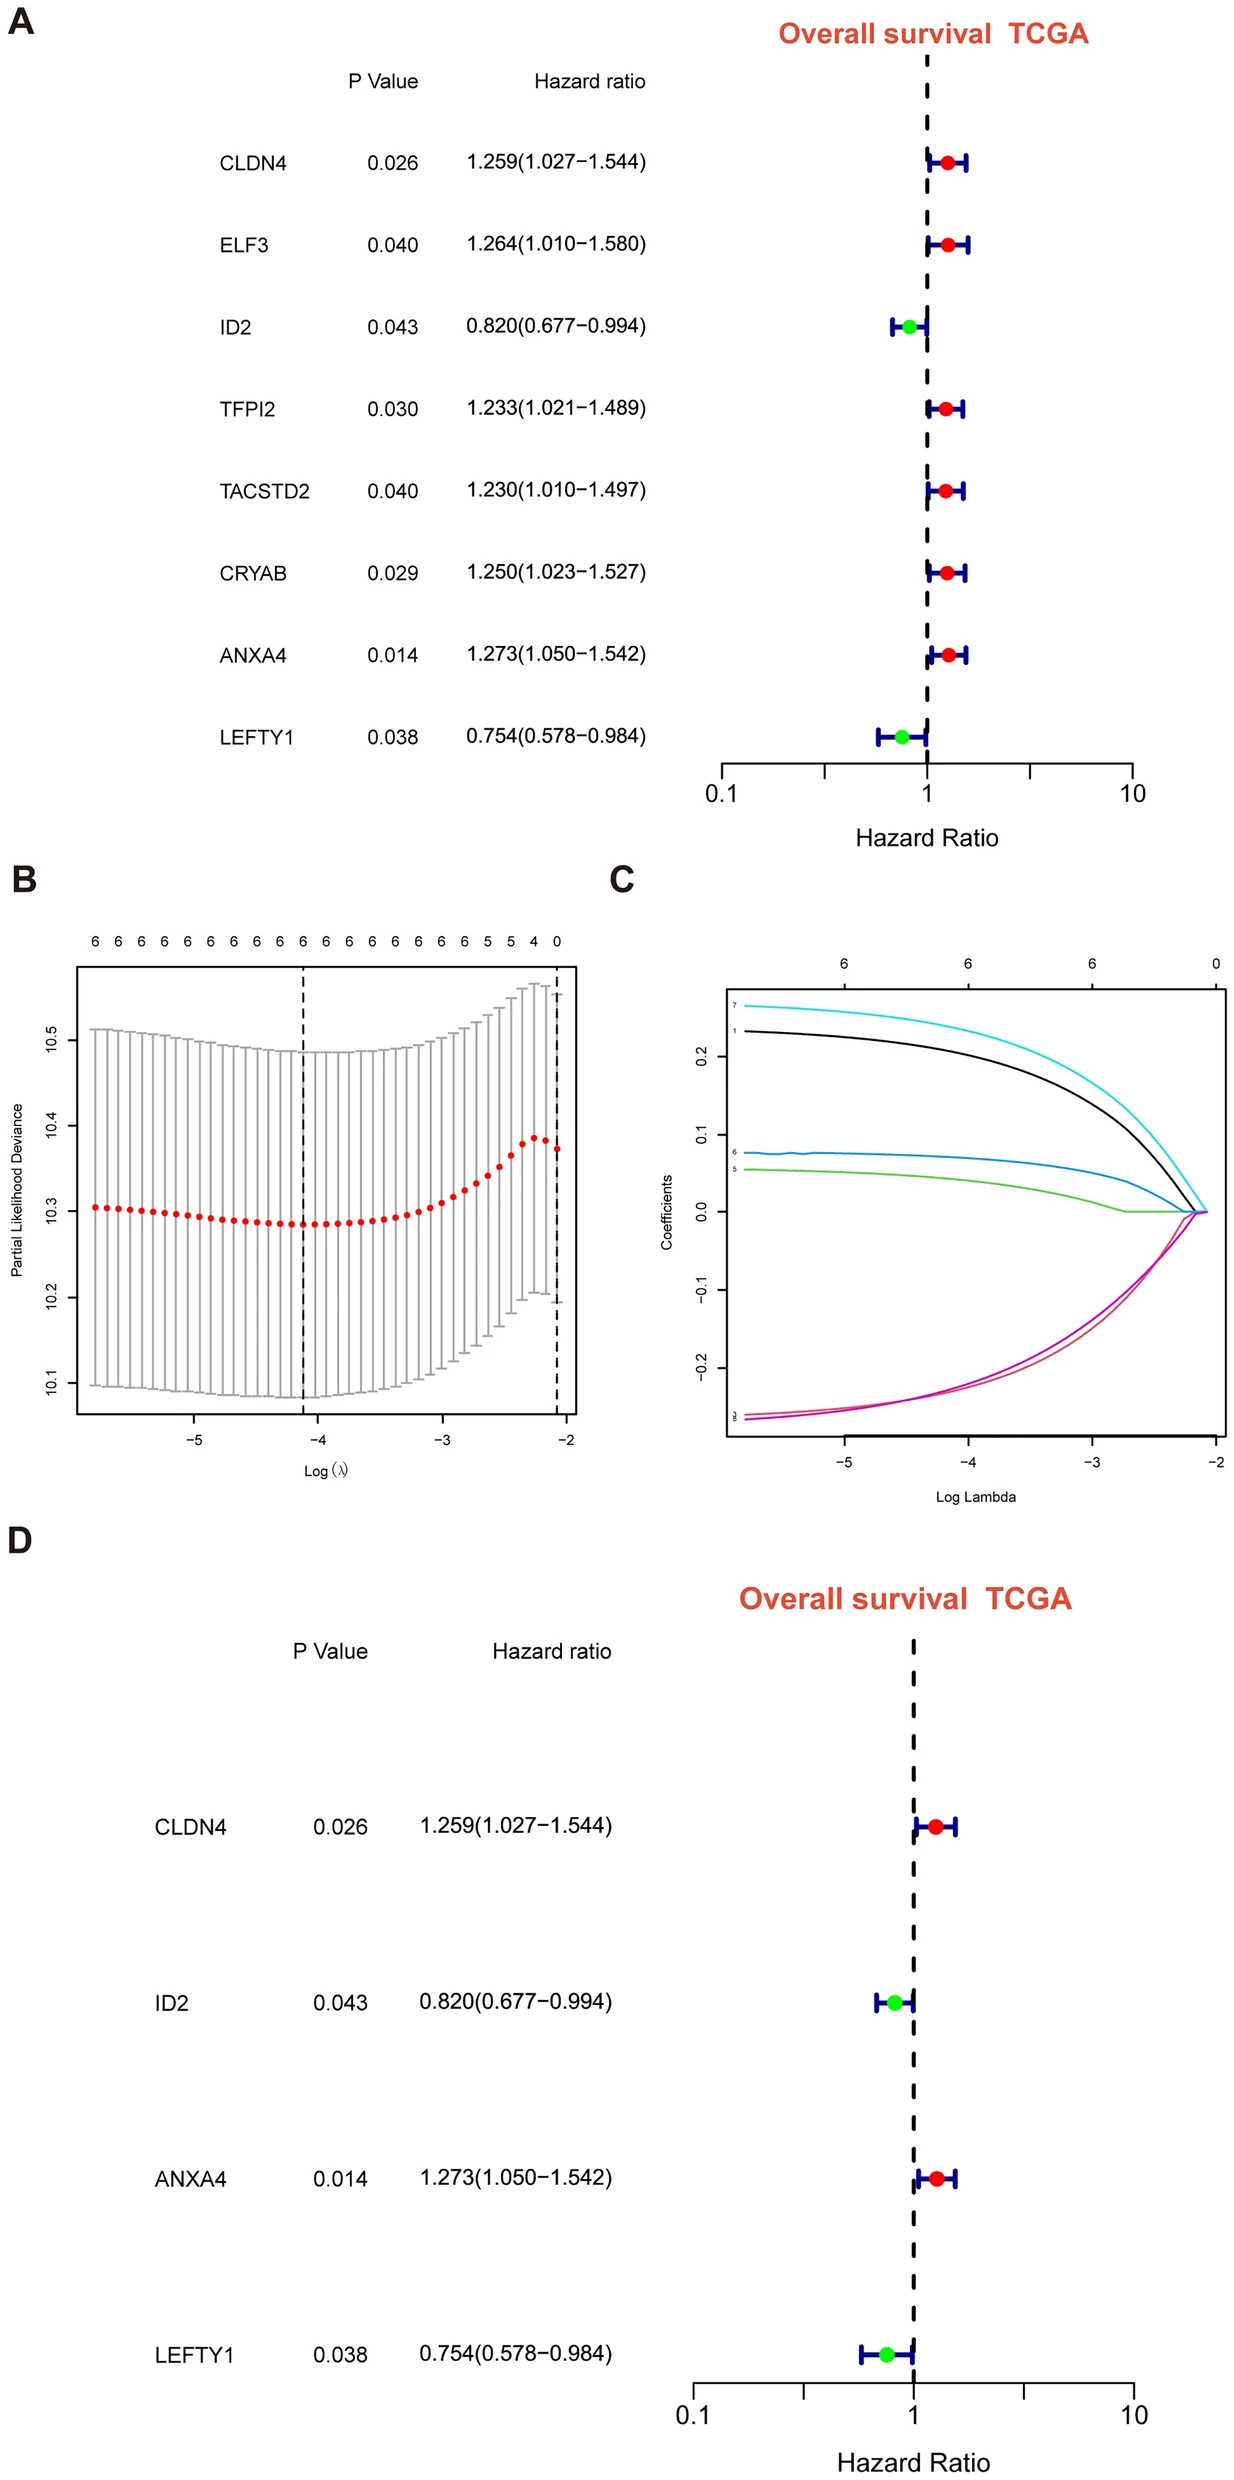 A
Overall survival TCGA
P Value Hazard ratio
CLDN4 0.026 1.259(1.027−1.544)
ELF3 0.040 1.264(1.010−1.580)
ID2 0.043 0.820(0.677−0.994)
TFPI2 0.030 1.233(1.021−1.489)
TACSTD2 0.040 1.230(1.010−1.497)
CRYAB 0.029 1.250(1.023−1.527)
ANXA4 0.014 1.273(1.050−1.542)
LEFTY1 0.038 0.754(0.578−0.984)
0.1 1 10
Hazard Ratio
B
6 6 6 6 6 6 6 6 6 6 6 6 6 6 6 6 6 5 5 4 0
Partial Likelihood Deviance
10.5
10.4
10.3
10.2
10.1
−5 −4 −3 −2
Log (λ)
C
6 6 6 0
Coefficients
0.2
0.1
0.0
−0.1
−0.2
7
1
6
5
3
8
−5 −4 −3 −2
Log Lambda
D
Overall survival TCGA
P Value Hazard ratio
CLDN4 0.026 1.259(1.027−1.544)
ID2 0.043 0.820(0.677−0.994)
ANXA4 0.014 1.273(1.050−1.542)
LEFTY1 0.038 0.754(0.578−0.984)
0.1 1 10
Hazard Ratio